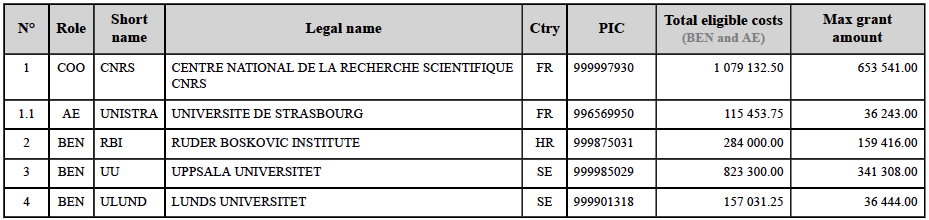 N° Role Short name Legal name Ctry PIC Total eligible costs (BEN and AE) Max grant amount
1 COO CNRS CENTRE NATIONAL DE LA RECHERCHE SCIENTIFIQUE CNRS FR 999997930 1 079 132.50 653 541.00
1.1 AE UNISTRA UNIVERSITE DE STRASBOURG FR 996569950 115 453.75 36 243.00
2 BEN RBI RUDER BOSKOVIC INSTITUTE HR 999875031 284 000.00 159 416.00
3 BEN UU UPPSALA UNIVERSITET SE 999985029 823 300.00 341 308.00
4 BEN ULUND LUNDS UNIVERSITET SE 999901318 157 031.25 36 444.00